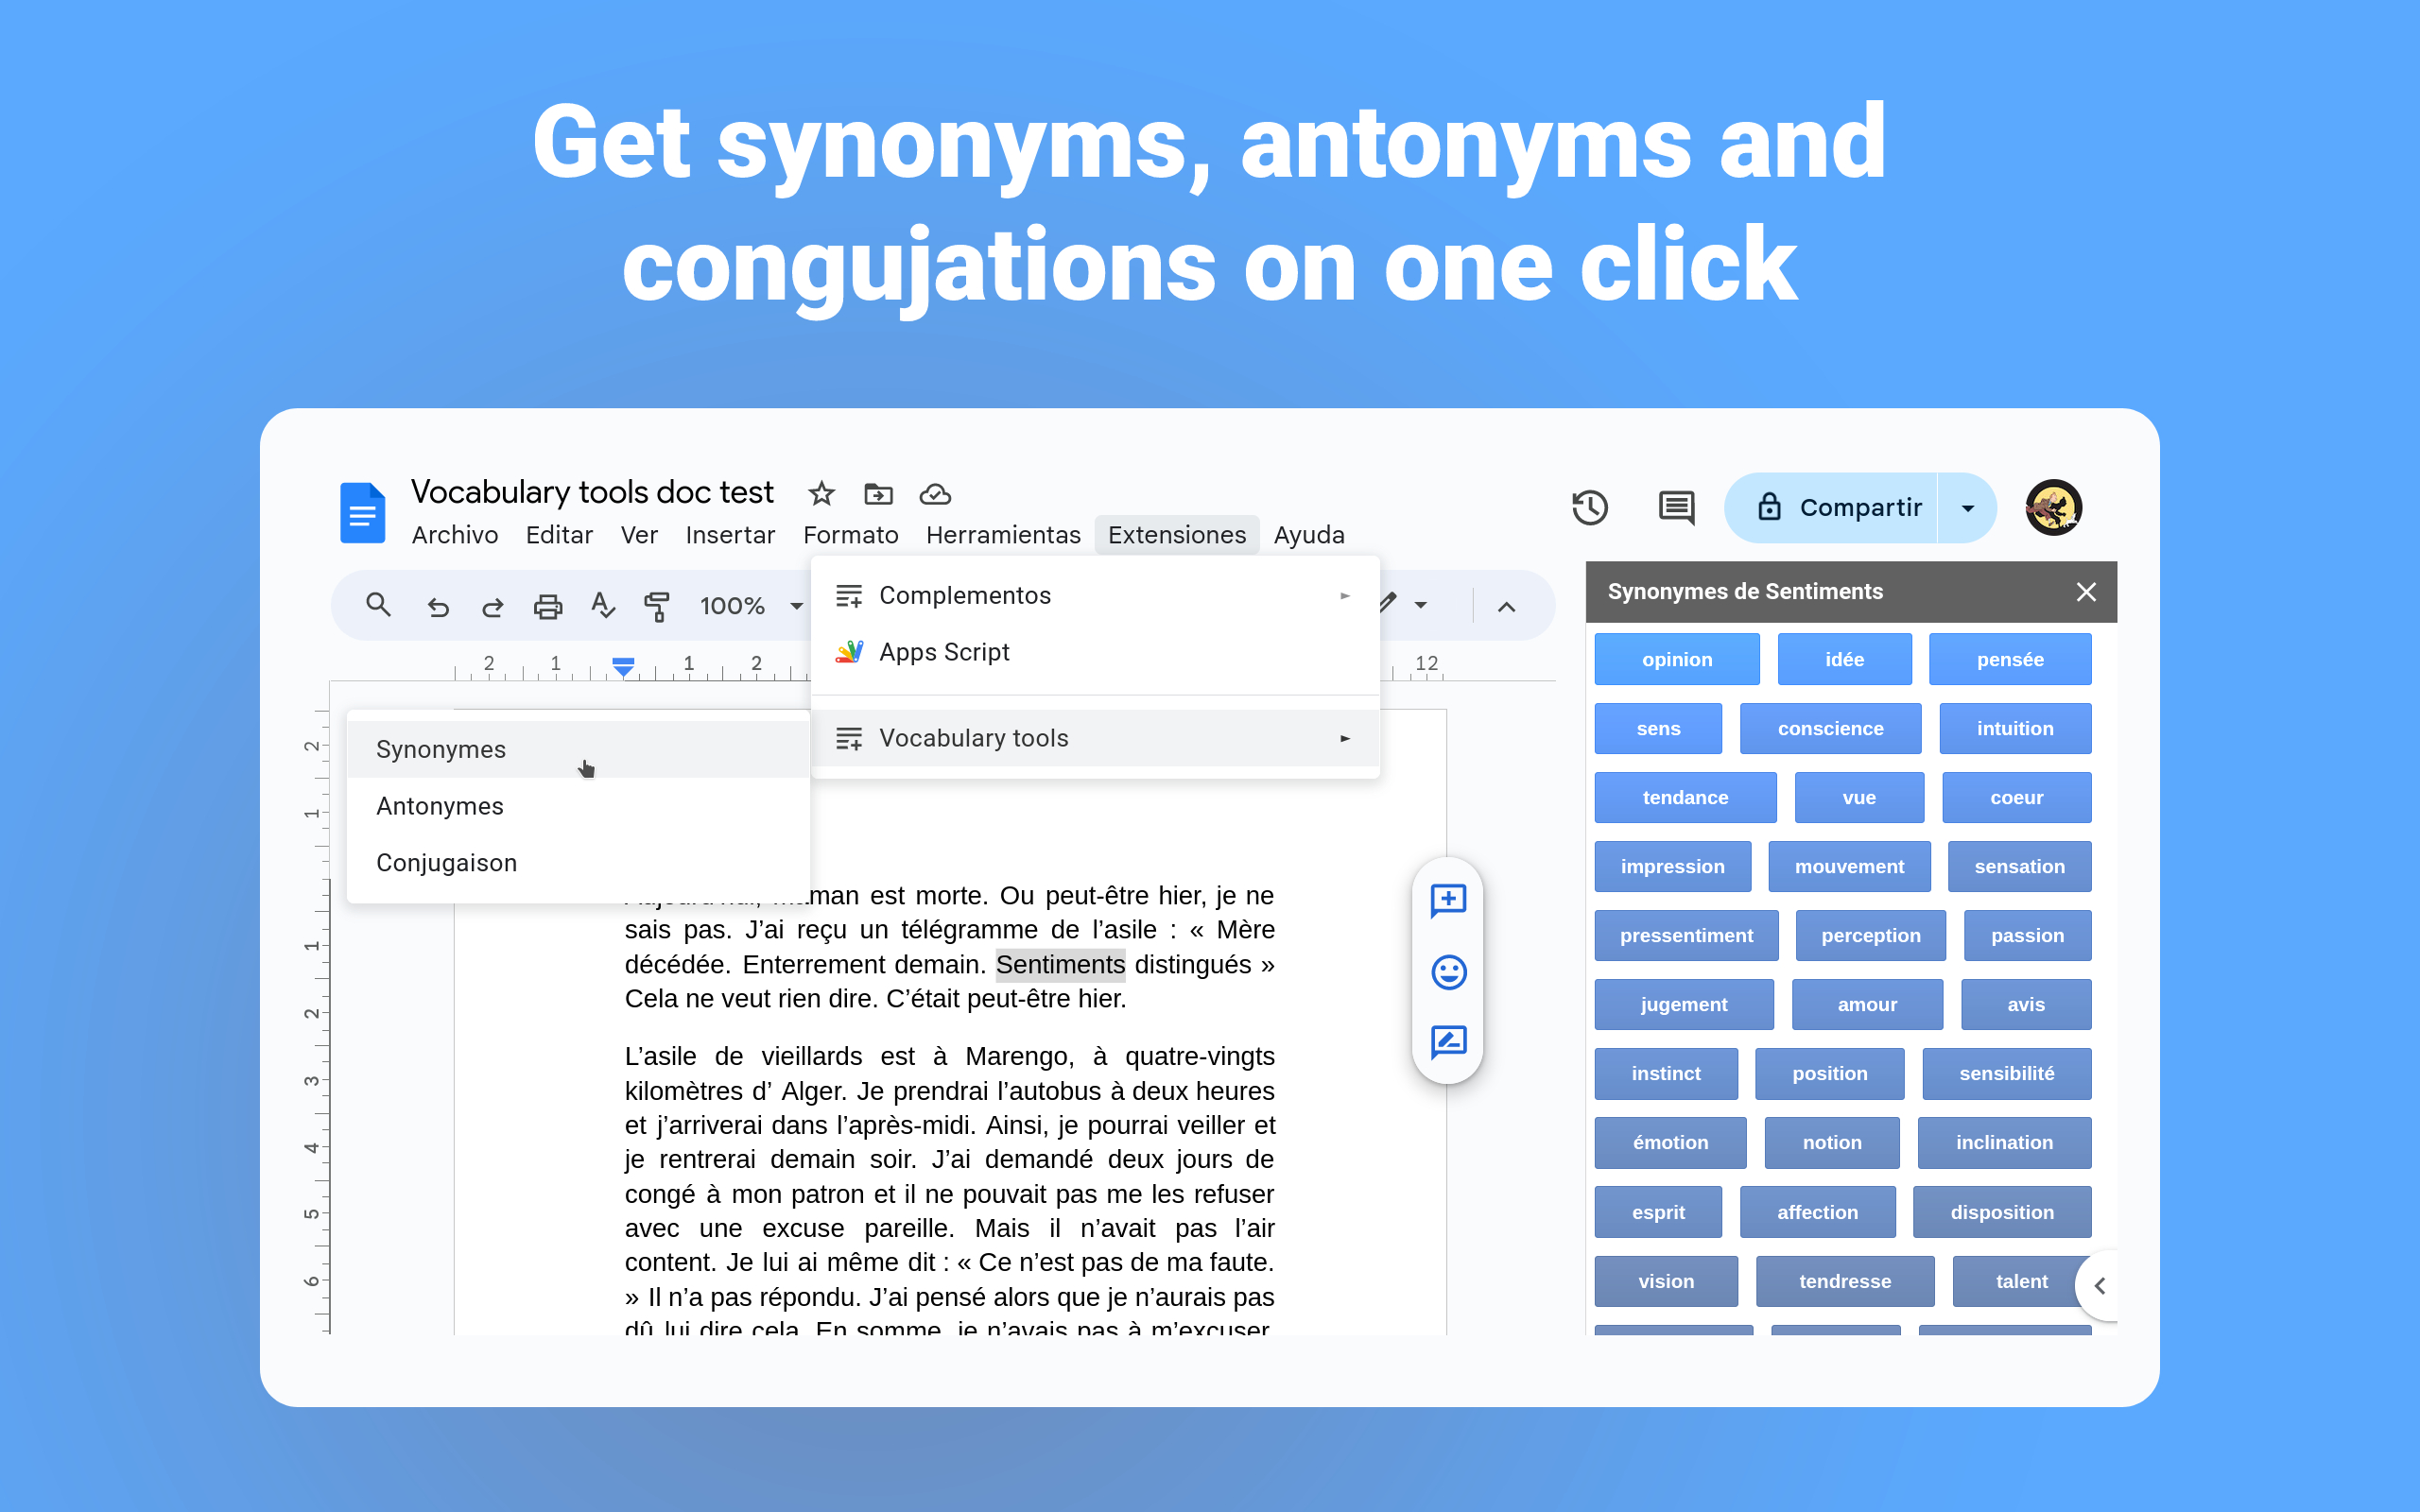 Get synonyms, antonyms and
congujations on one click
Vocabulary tools doc test
Archivo Editar Ver Insertar Formato Herramientas Extensiones Ayuda
Compartir
100%
Complementos
Apps Script
Vocabulary tools
Synonymes
Antonymes
Conjugaison
2 1 1 2 12
2
1
1
2
3
4
5
6
man est morte. Ou peut-être hier, je ne
sais pas. J’ai reçu un télégramme de l’asile : « Mère
décédée. Enterrement demain. Sentiments distingués »
Cela ne veut rien dire. C’était peut-être hier.
L’asile de vieillards est à Marengo, à quatre-vingts
kilomètres d’ Alger. Je prendrai l’autobus à deux heures
et j’arriverai dans l’après-midi. Ainsi, je pourrai veiller et
je rentrerai demain soir. J’ai demandé deux jours de
congé à mon patron et il ne pouvait pas me les refuser
avec une excuse pareille. Mais il n’avait pas l’air
content. Je lui ai même dit : « Ce n’est pas de ma faute.
» Il n’a pas répondu. J’ai pensé alors que je n’aurais pas
dû lui dire cela. En somme, je n’avais pas à m’excuser.
Synonymes de Sentiments
opinion idée pensée
sens conscience intuition
tendance vue coeur
impression mouvement sensation
pressentiment perception passion
jugement amour avis
instinct position sensibilité
émotion notion inclination
esprit affection disposition
vision tendresse talent